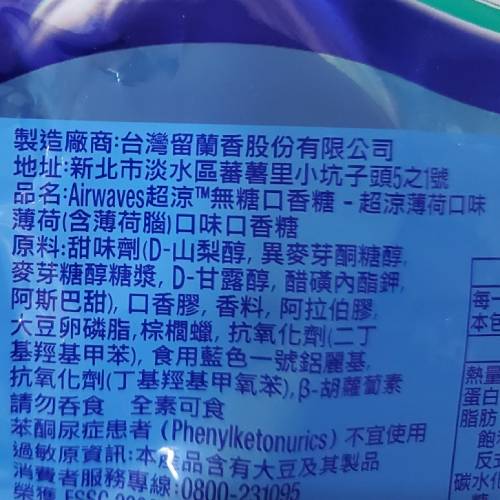 製造廠商:台灣留蘭香股份有限公司
地址:新北市淡水區蕃薯里小坑子頭5之1號
品名:Airwaves超涼™無糖口香糖 - 超涼薄荷口味
薄荷(含薄荷腦)口味口香糖
原料:甜味劑(D-山梨醇, 異麥芽酮糖醇,
麥芽糖醇糖漿, D-甘露醇, 醋磺內酯鉀,
阿斯巴甜), 口香膠, 香料, 阿拉伯膠,
大豆卵磷脂, 棕櫚蠟, 抗氧化劑(二丁
基羥基甲苯), 食用藍色一號鋁麗基,
抗氧化劑(丁基羥基甲氧苯), β-胡蘿蔔素
請勿吞食 全素可食
苯酮尿症患者 (Phenylketonurics) 不宜使用
過敏原資訊:本產品含有大豆及其製品
消費者服務專線:0800-231095
榮獲
每
本包
熱量
蛋白
脂肪
飽
反式
碳水